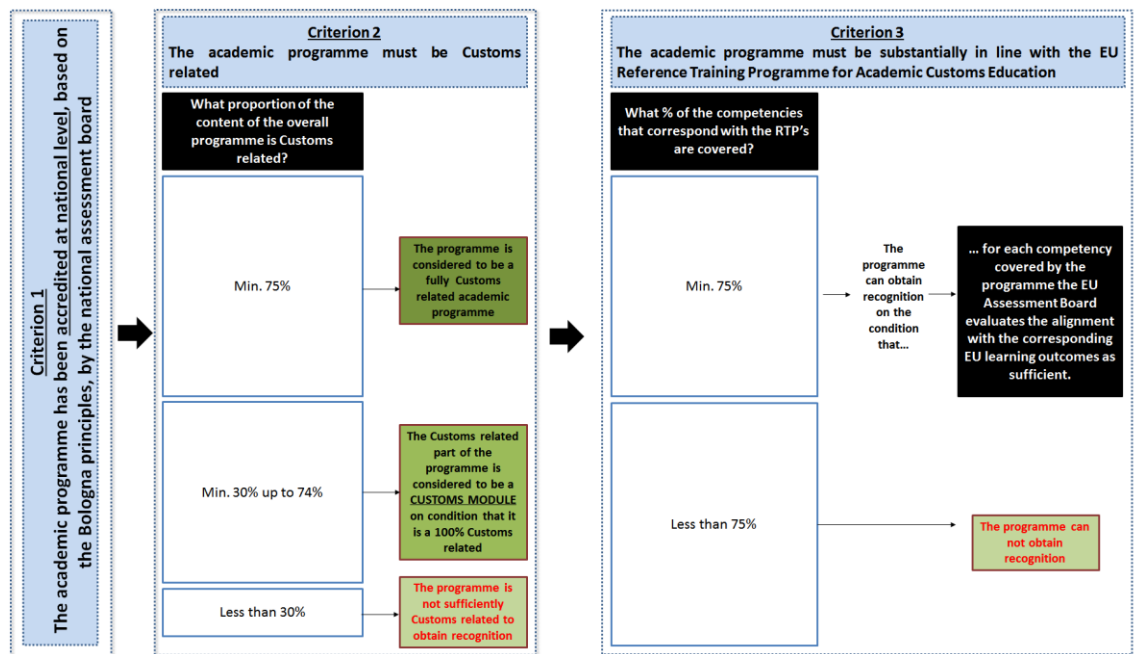 Criterion 1
The academic programme has been accredited at national level, based on
the Bologna principles, by the national assessment board
Criterion 2
The academic programme must be Customs
related
What proportion of the
content of the overall
programme is Customs
related?
Min. 75%
The programme is
considered to be a
fully Customs
related academic
programme
Min. 30% up to 74%
The Customs related
part of the
programme is
considered to be a
CUSTOMS MODULE
on condition that it
is a 100% Customs
related
Less than 30%
The programme is
not sufficiently
Customs related to
obtain recognition
Criterion 3
The academic programme must be substantially in line with the EU
Reference Training Programme for Academic Customs Education
What % of the competencies
that correspond with the RTP's
are covered?
Min. 75%
The
programme
can obtain
recognition
on the
condition
that...
... for each competency
covered by the
programme the EU
Assessment Board
evaluates the alignment
with the corresponding
EU learning outcomes as
sufficient.
Less than 75%
The programme can
not obtain
recognition